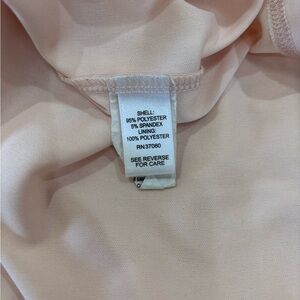 SHELL:
95% POLYESTER
5% SPANDEX
LINING:
100% POLYESTER
RN37080
SEE REVERSE
FOR CARE